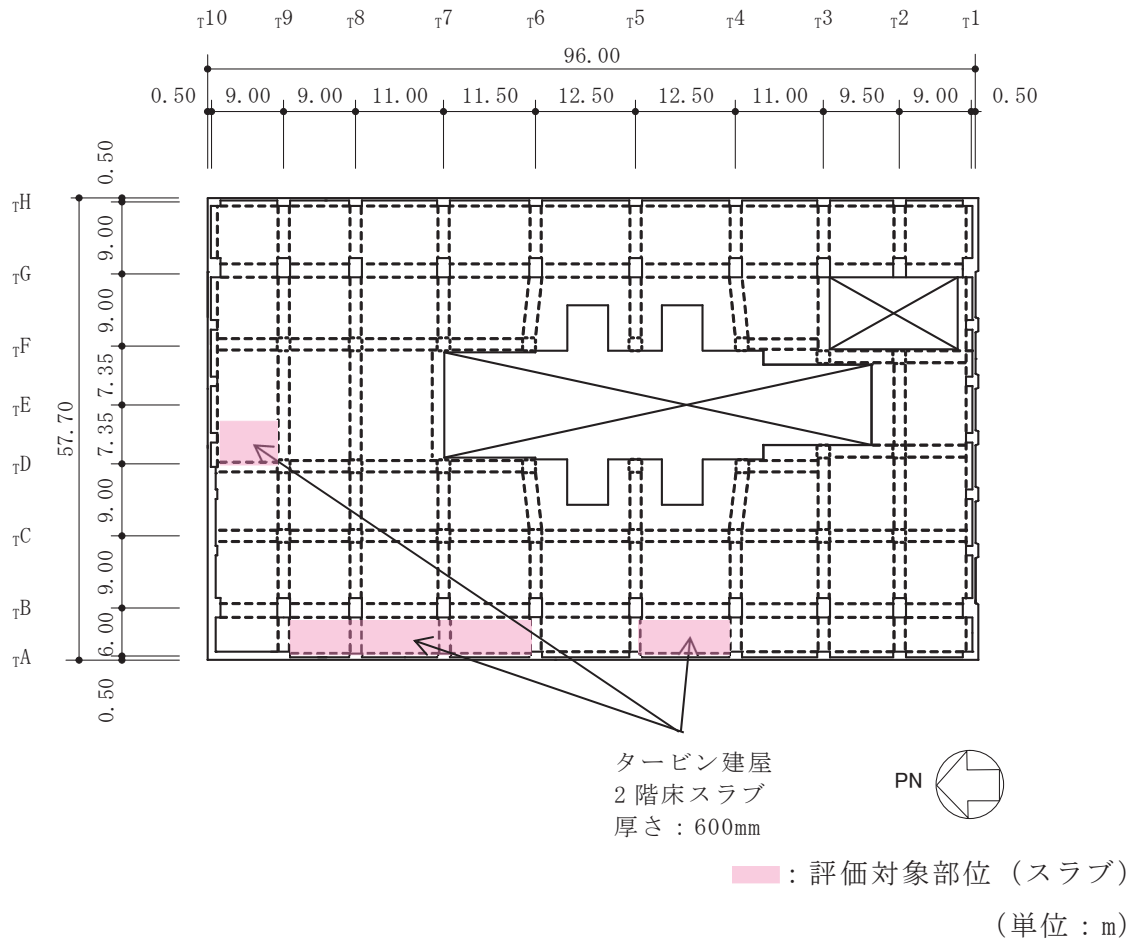 T10 T9 T8 T7 T6 T5 T4 T3 T2 T1
96.00
0.50 9.00 9.00 11.00 11.50 12.50 12.50 11.00 9.50 9.00 0.50
0.50
TH
9.00
TG
9.00
TF
7.35
TE
57.70
7.35
TD
9.00
TC
9.00
TB
6.00
TA
0.50
タービン建屋
2階床スラブ
厚さ：600mm
PN
：評価対象部位（スラブ）
（単位：m）